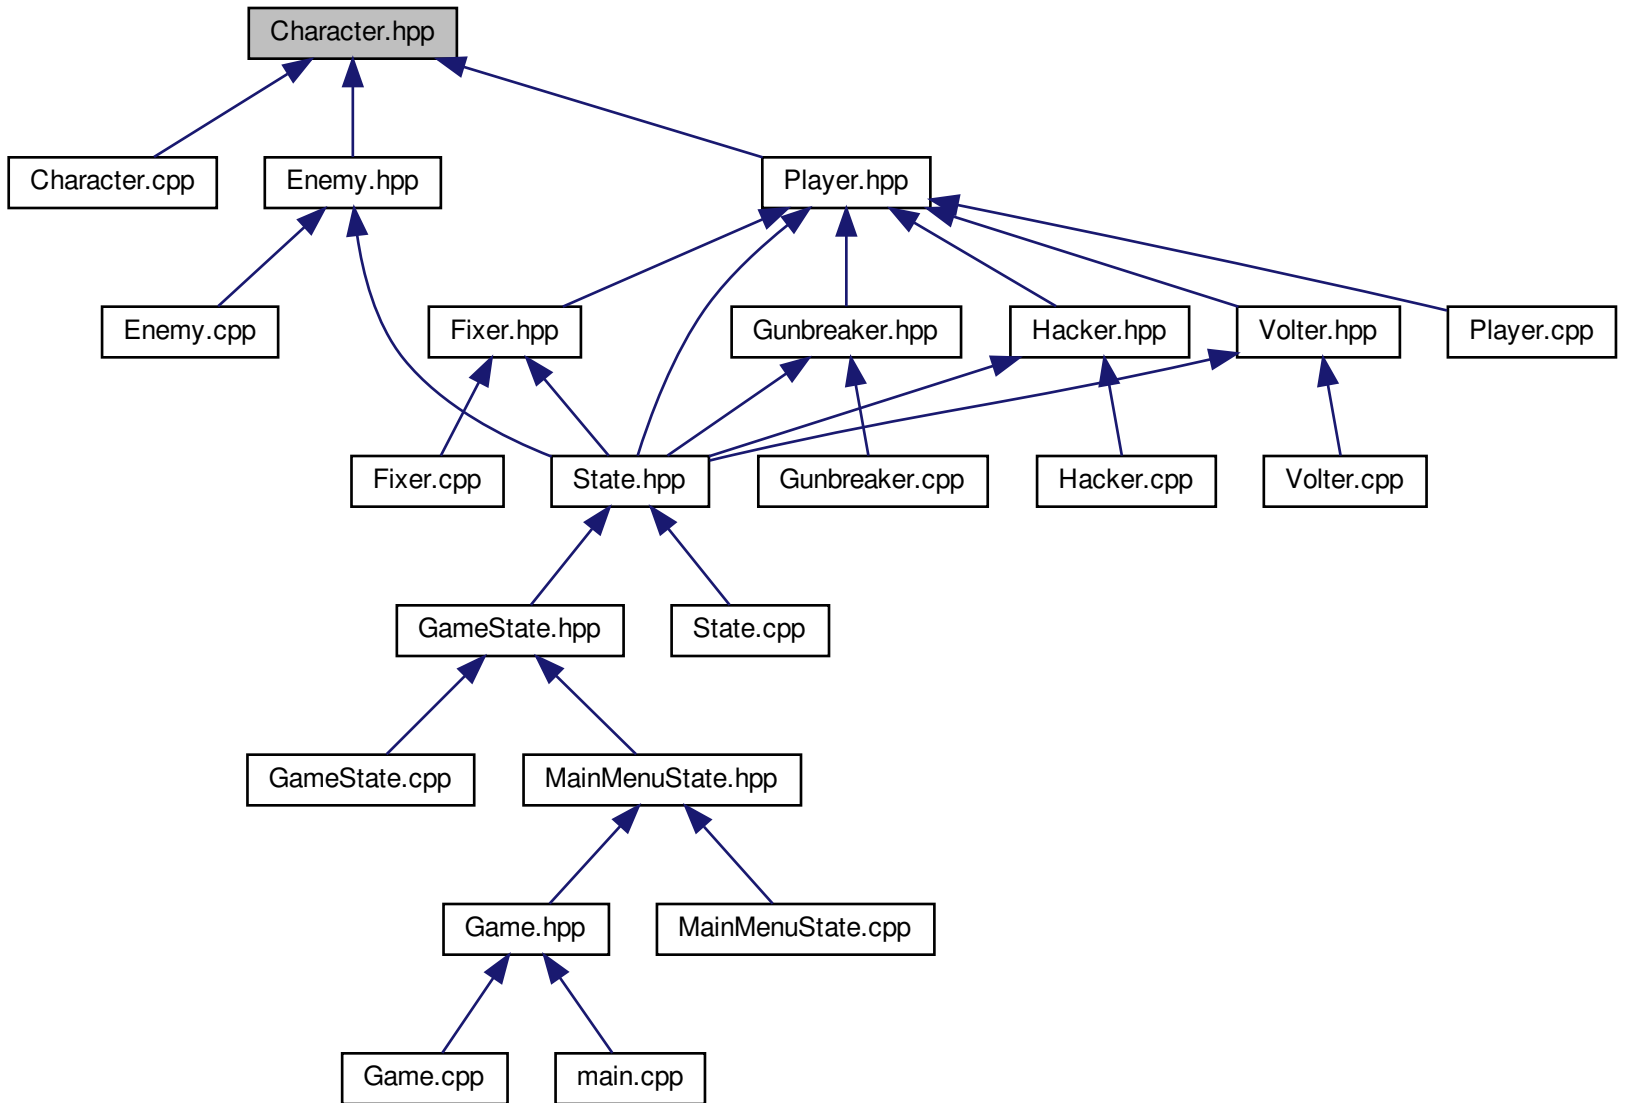 Character.hpp
Character.cpp
Enemy.hpp
Player.hpp
Enemy.cpp
Fixer.hpp
Gunbreaker.hpp
Hacker.hpp
Volter.hpp
Player.cpp
Fixer.cpp
State.hpp
Gunbreaker.cpp
Hacker.cpp
Volter.cpp
GameState.hpp
State.cpp
GameState.cpp
MainMenuState.hpp
Game.hpp
MainMenuState.cpp
Game.cpp
main.cpp